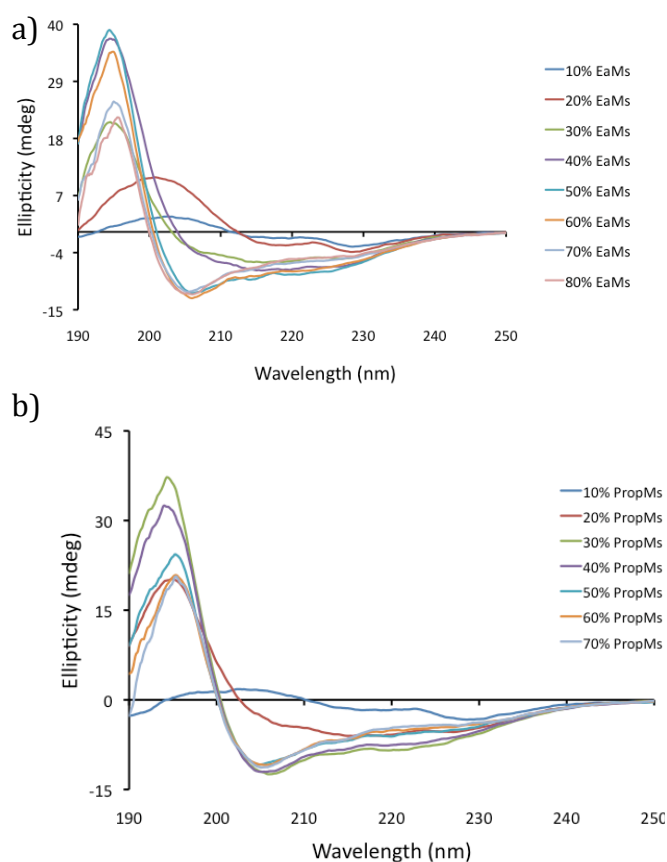 a)
40
29
18
7
-4
-15
Ellipticity (mdeg)
190 200 210 220 230 240 250
Wavelength (nm)
10% EaMs
20% EaMs
30% EaMs
40% EaMs
50% EaMs
60% EaMs
70% EaMs
80% EaMs
b)
45
30
15
0
-15
Ellipticity (mdeg)
190 200 210 220 230 240 250
Wavelength (nm)
10% PropMs
20% PropMs
30% PropMs
40% PropMs
50% PropMs
60% PropMs
70% PropMs